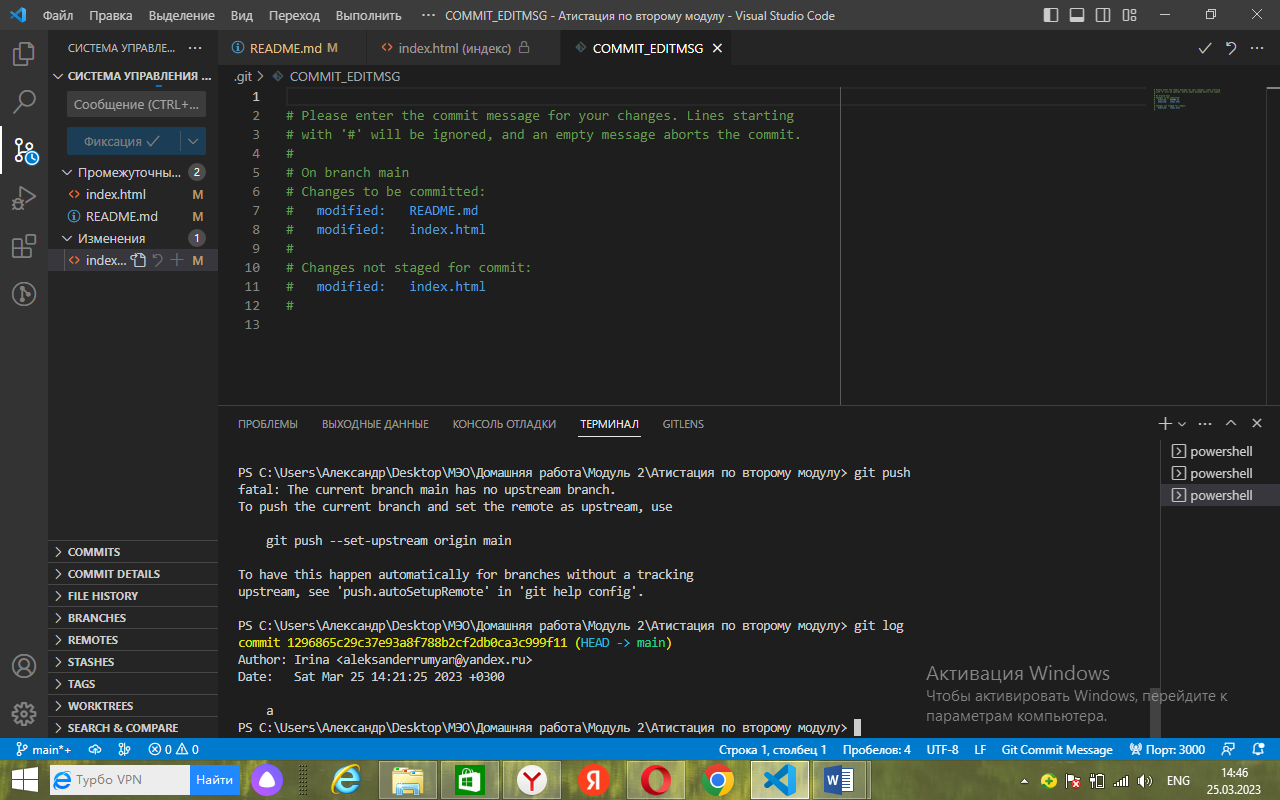 Файл Правка Выделение Вид Переход Выполнить ··· COMMIT_EDITMSG - Атистация по второму модулу - Visual Studio Code
СИСТЕМА УПРАВЛЕ... ···
README.md M
<> index.html (индекс)
COMMIT_EDITMSG
СИСТЕМА УПРАВЛЕНИЯ ...
.git > COMMIT_EDITMSG
Сообщение (CTRL+...
Фиксация
Промежуточны... 2
<> index.html M
README.md M
Изменения 1
<> index... M
1
2 # Please enter the commit message for your changes. Lines starting
3 # with '#' will be ignored, and an empty message aborts the commit.
4 #
5 # On branch main
6 # Changes to be committed:
7 # modified: README.md
8 # modified: index.html
9 #
10 # Changes not staged for commit:
11 # modified: index.html
12 #
13
COMMITS
COMMIT DETAILS
FILE HISTORY
BRANCHES
REMOTES
STASHES
TAGS
WORKTREES
SEARCH & COMPARE
ПРОБЛЕМЫ ВЫХОДНЫЕ ДАННЫЕ КОНСОЛЬ ОТЛАДКИ ТЕРМИНАЛ GITLENS
PS C:\Users\Александр\Desktop\МЭО\Домашняя работа\Модуль 2\Атистация по второму модулу> git push
fatal: The current branch main has no upstream branch.
To push the current branch and set the remote as upstream, use
git push --set-upstream origin main
To have this happen automatically for branches without a tracking
upstream, see 'push.autoSetupRemote' in 'git help config'.
PS C:\Users\Александр\Desktop\МЭО\Домашняя работа\Модуль 2\Атистация по второму модулу> git log
commit 1296865c29c37e93a8f788b2cf2db0ca3c999f11 (HEAD -> main)
Author: Irina <aleksanderrumyan@yandex.ru>
Date: Sat Mar 25 14:21:25 2023 +0300
a
PS C:\Users\Александр\Desktop\МЭО\Домашняя работа\Модуль 2\Атистация по второму модулу>
powershell
powershell
powershell
Активация Windows
Чтобы активировать Windows, перейдите к
параметрам компьютера.
main*+ 0 0 Строка 1, столбец 1 Пробелов: 4 UTF-8 LF Git Commit Message Порт: 3000
Турбо VPN Найти
ENG
14:46
25.03.2023